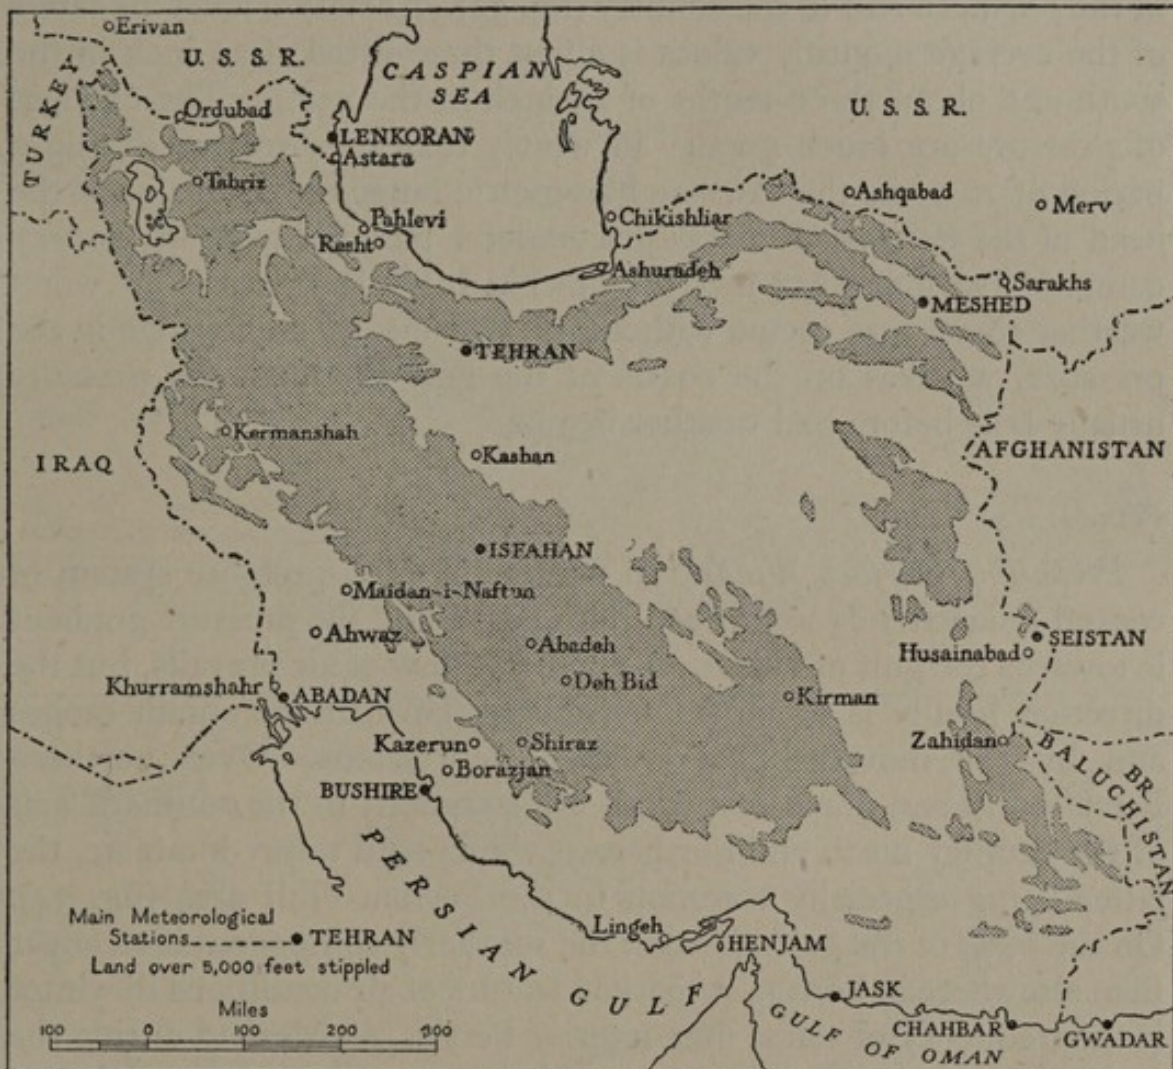 Erivan
U. S. S. R.
CASPIAN
SEA
U. S. S. R.
TURKEY
Ordubad
LENKORAN
Astara
Tabriz
Ashqabad
Merv
Pahlevi
Chikishliar
Resht
Ashuradeh
Sarakhs
MESHED
TEHRAN
Kermanshah
IRAQ
Kashan
AFGHANISTAN
ISFAHAN
Maidan-i-Naftun
Ahwaz
Abadeh
SEISTAN
Husainabad
Deh Bid
Khurramshahr
ABADAN
Kirman
Kazerun
Shiraz
Zahidan
Borazjan
BUSHIRE
BR.
BALUCHISTAN
PERSIAN GULF
Main Meteorological
Stations TEHRAN
Land over 5,000 feet stippled
Lingeh
HENJAM
JASK
GULF OF OMAN
CHAHBAR
GWADAR
Miles
100 0 100 200 300